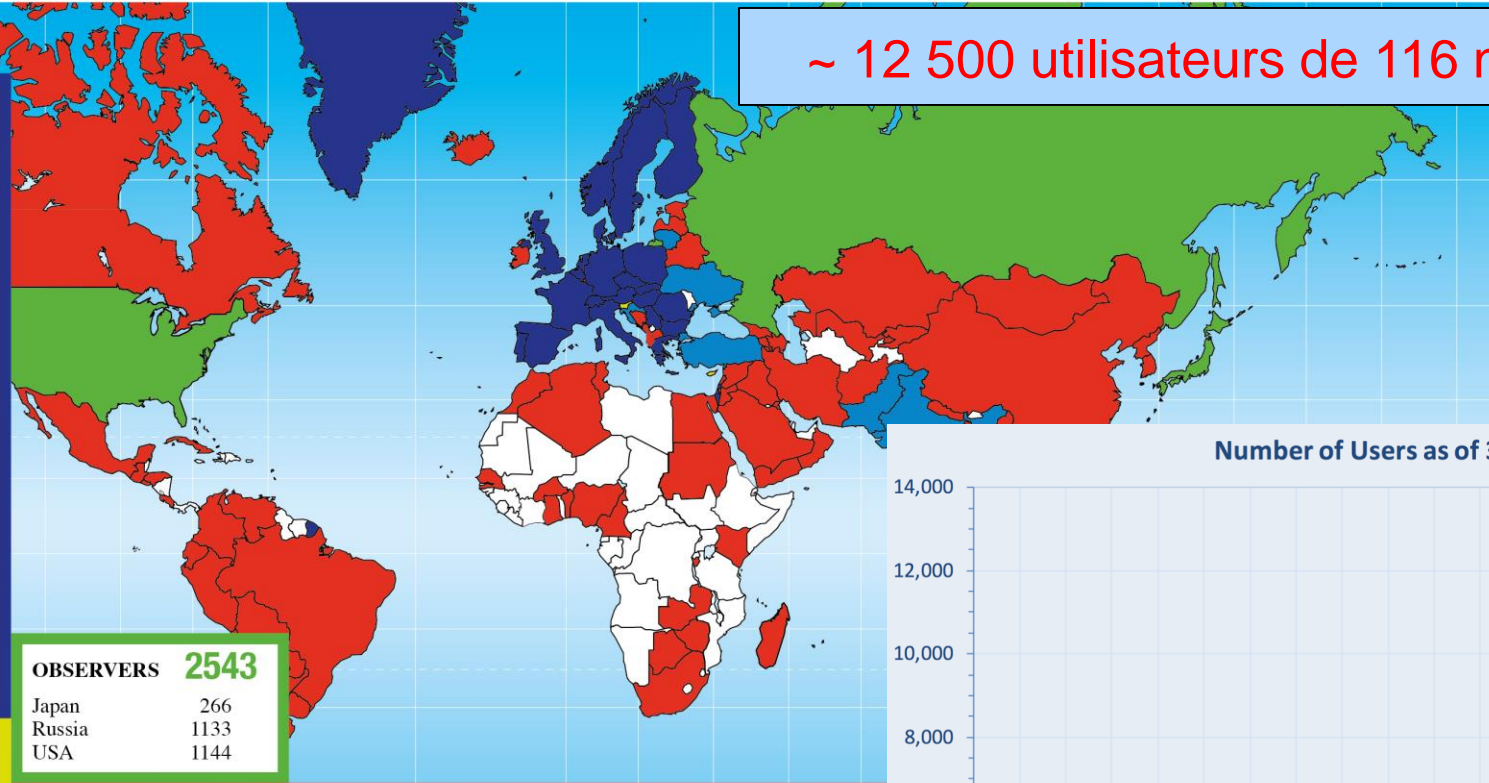 ~ 12 500 utilisateurs de 116
Number of Users as of
14,000
12,000
10,000
8,000
OBSERVERS 2543
Japan 266
Russia 1133
USA 1144